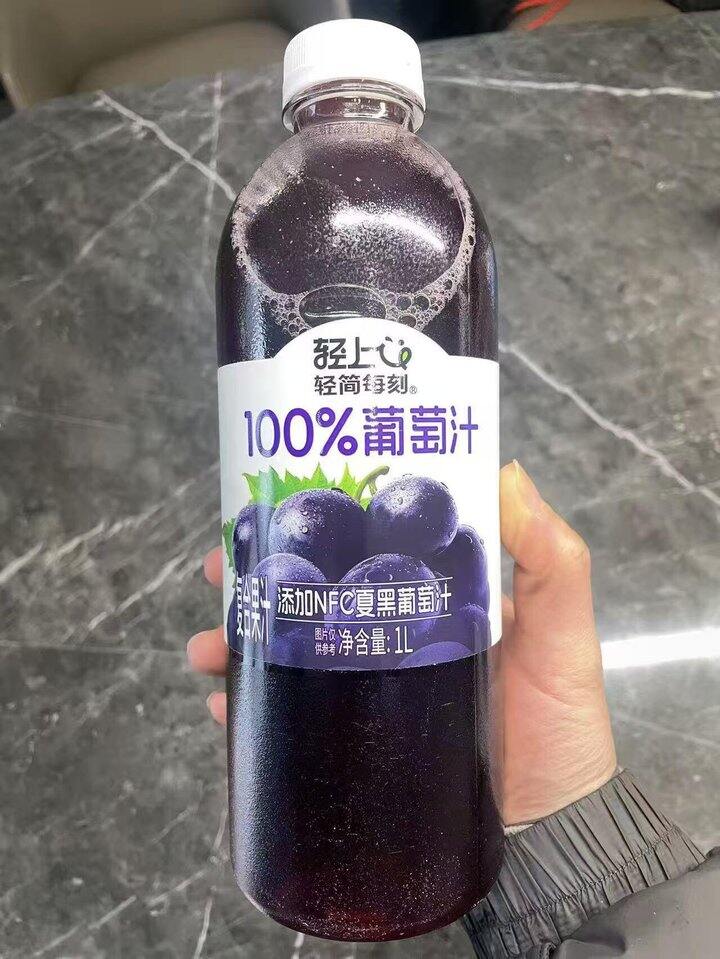 轻上
轻简每刻®
100%葡萄汁
复合果汁
添加NFC夏黑葡萄汁
图片仅
供参考
净含量: 1L